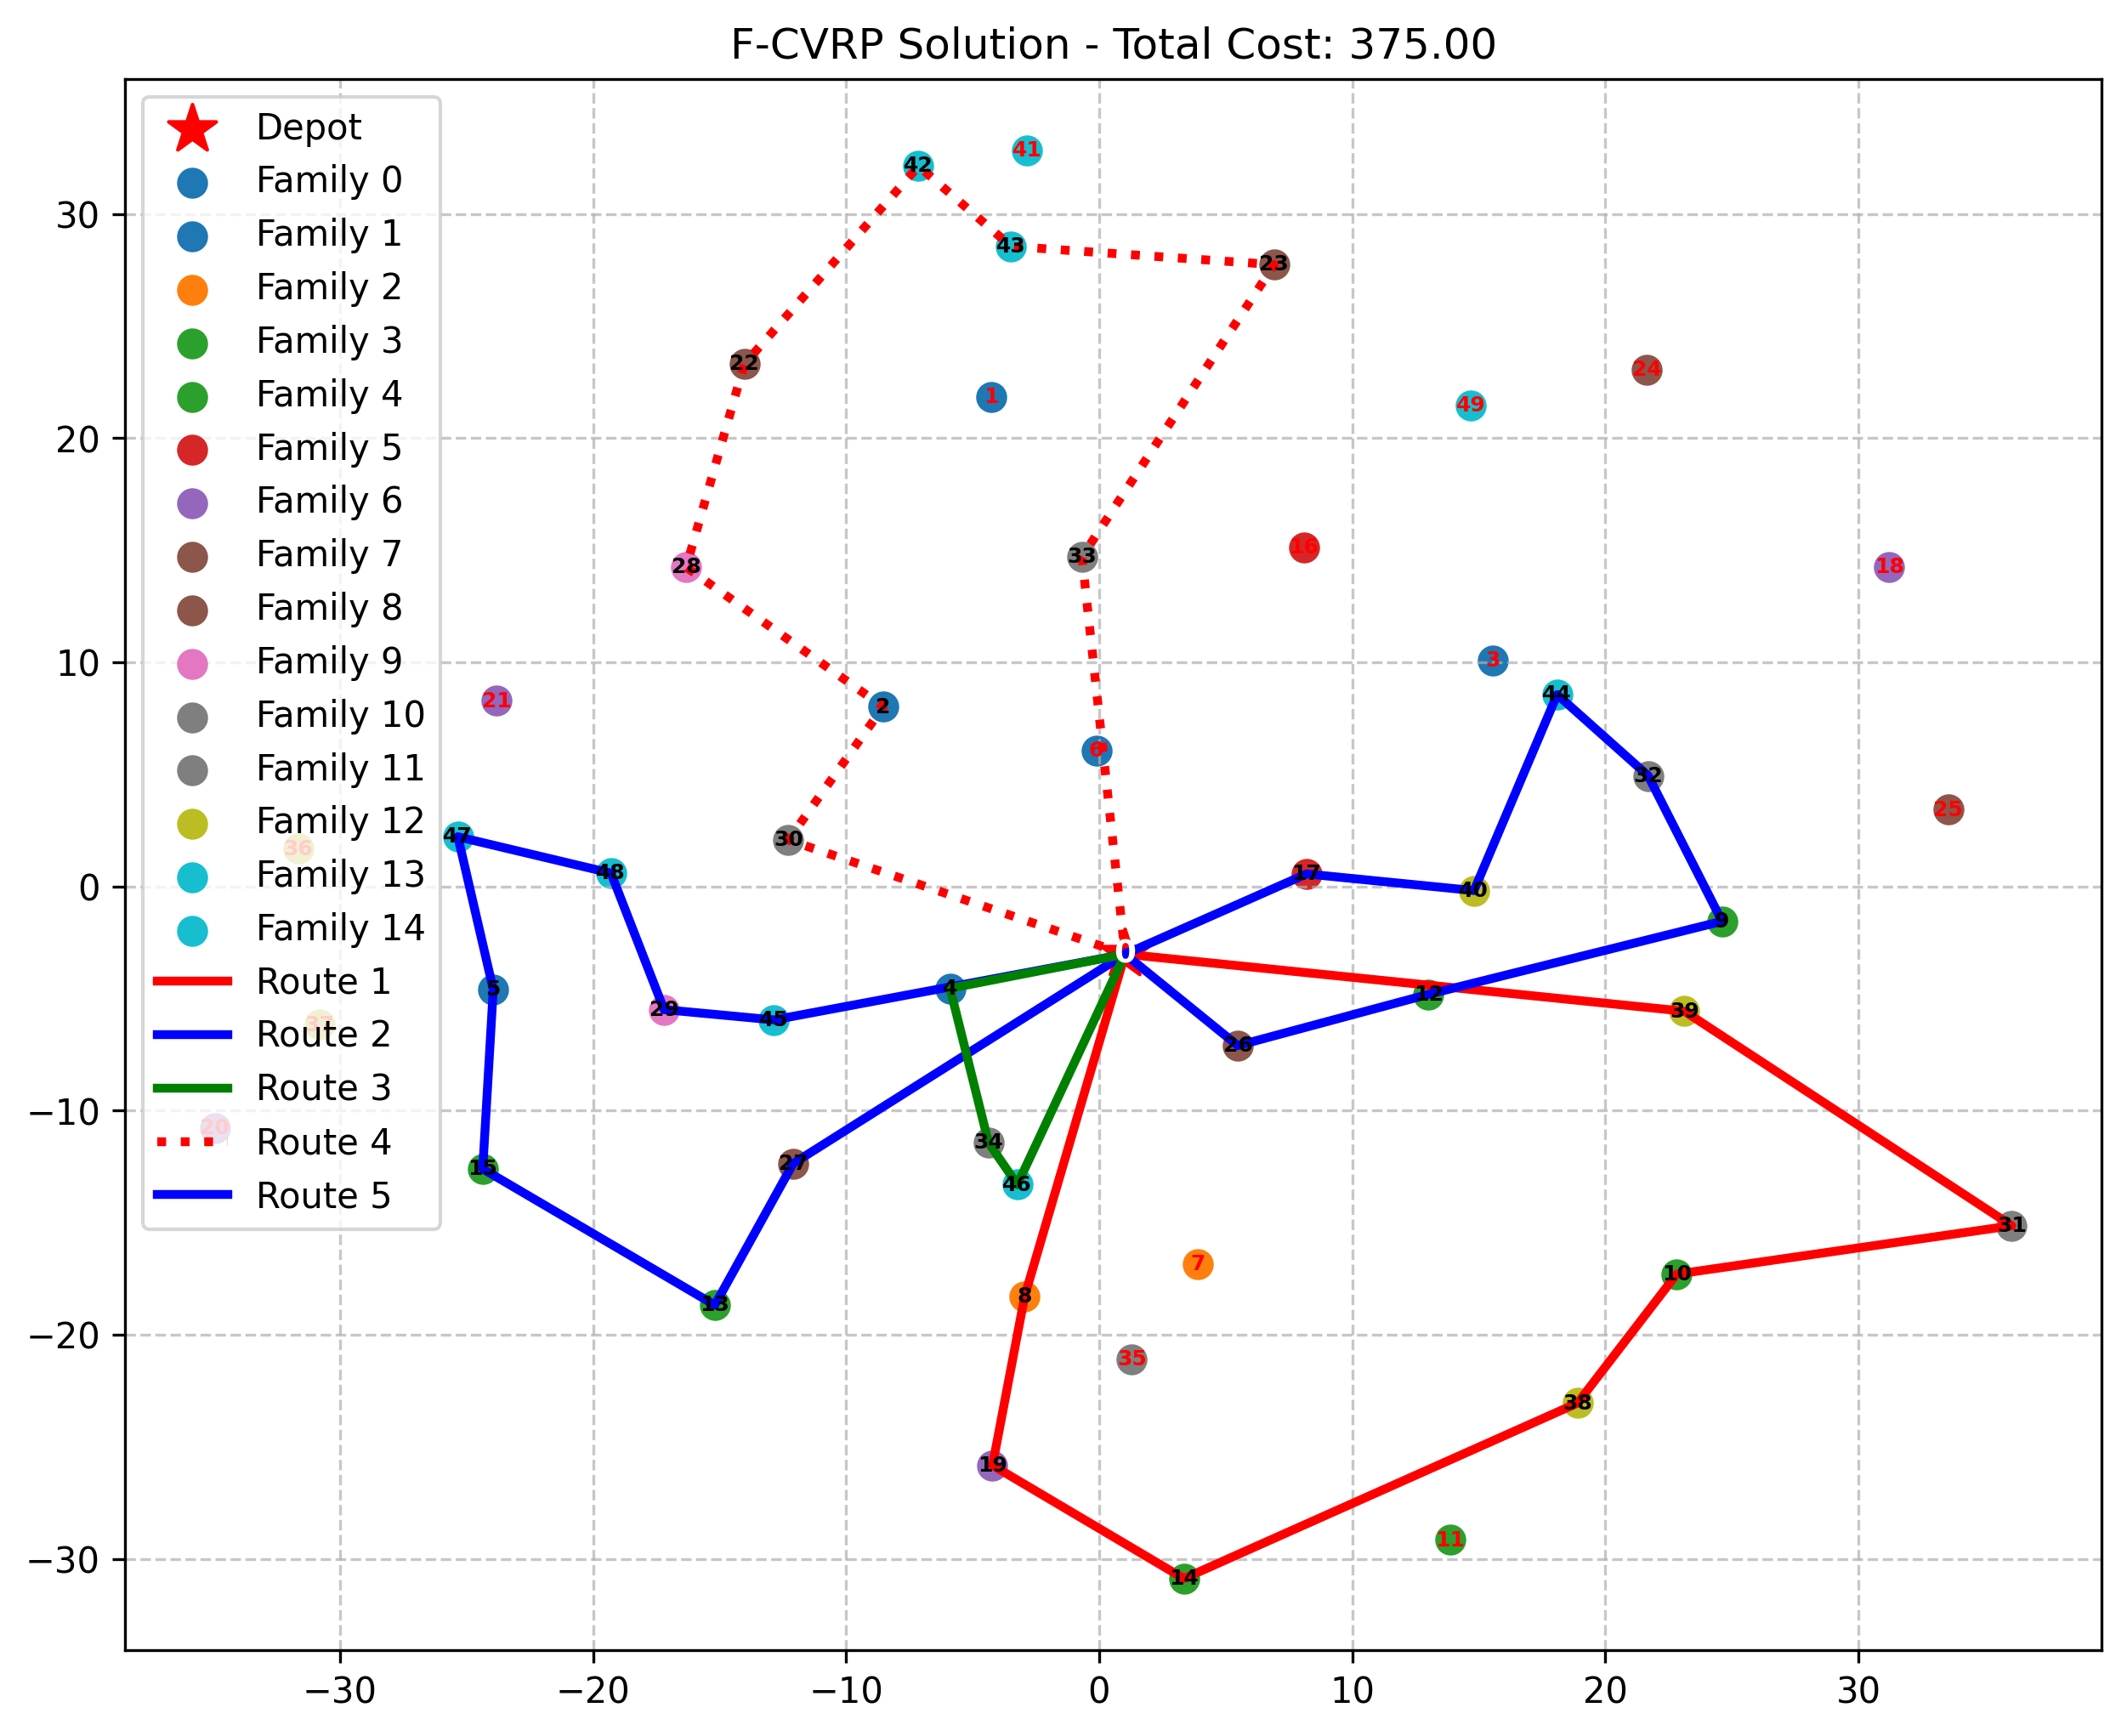 F-CVRP Solution - Total Cost: 375.00
Depot
Family 0
Family 1
Family 2
Family 3
Family 4
Family 5
Family 6
Family 7
Family 8
Family 9
Family 10
Family 11
Family 12
Family 13
Family 14
Route 1
Route 2
Route 3
Route 4
Route 5
30
20
10
0
−10
−20
−30
−30
−20
−10
0
10
20
30
41
42
43
23
22
24
1
49
33
16
28
18
3
21
44
2
6
32
25
47
36
30
48
17
40
9
0
5
4
12
37
29
45
39
26
20
34
27
15
46
31
7
10
8
13
35
38
19
11
14